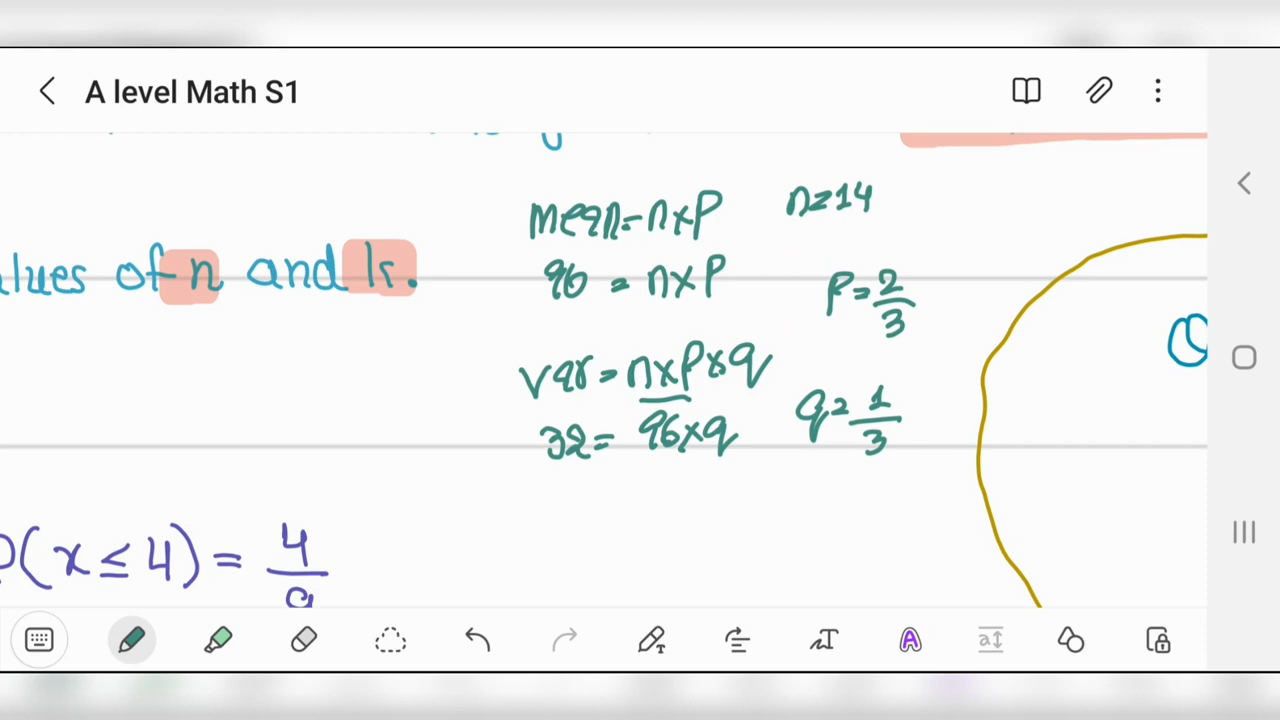 A level Math S1
mean=n×P
n=14
alues of n and k.
96 = n×P
P=2/3
var=n×P×q
32= 96×q
q=1/3
P(x≤4)=4/9